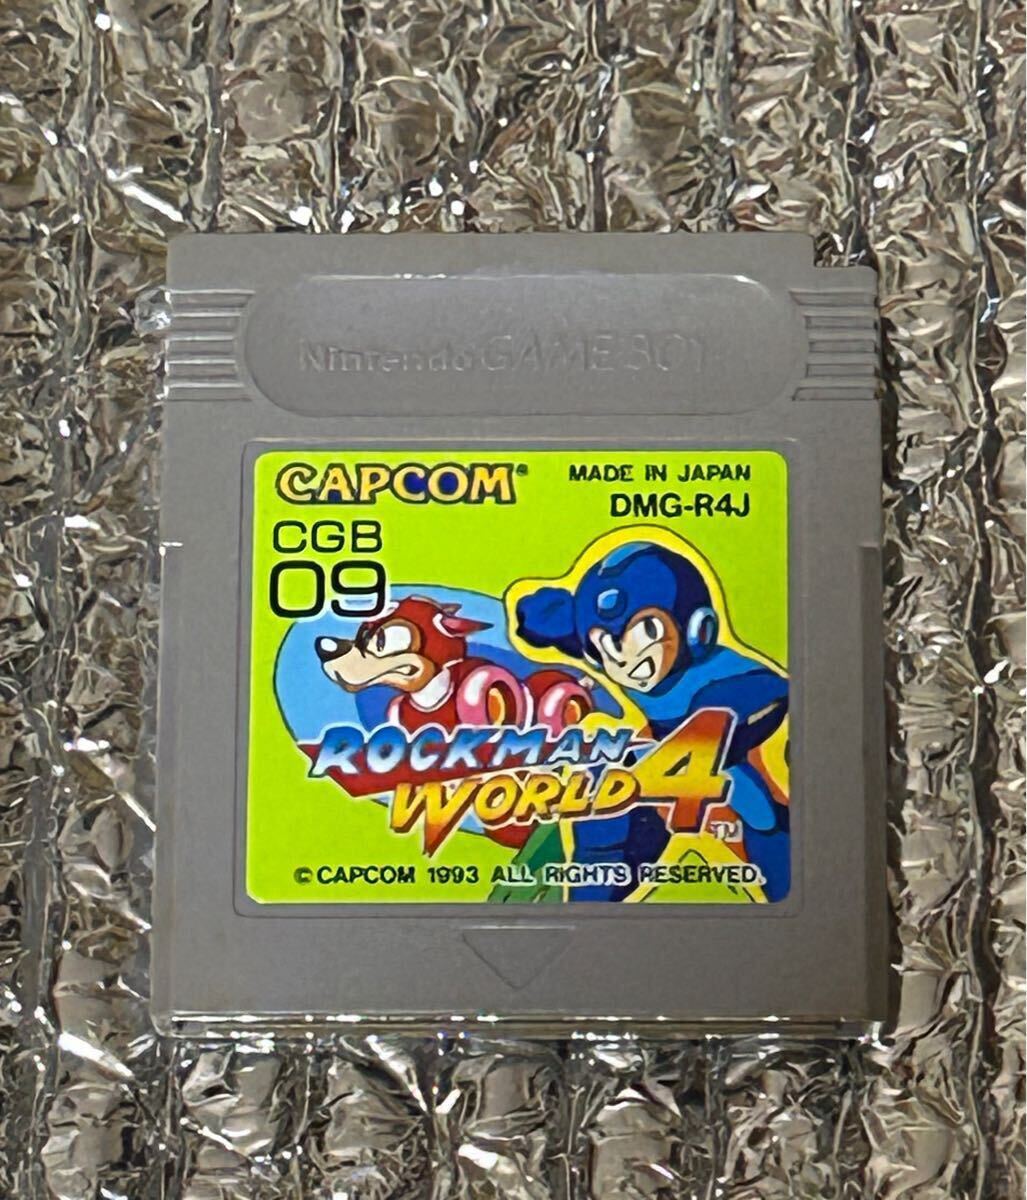 Nintendo GAME BOY
CAPCOM®
MADE IN JAPAN
DMG-R4J
CGB
09
ROCKMAN
WORLD 4
TM
© CAPCOM 1993 ALL RIGHTS RESERVED.